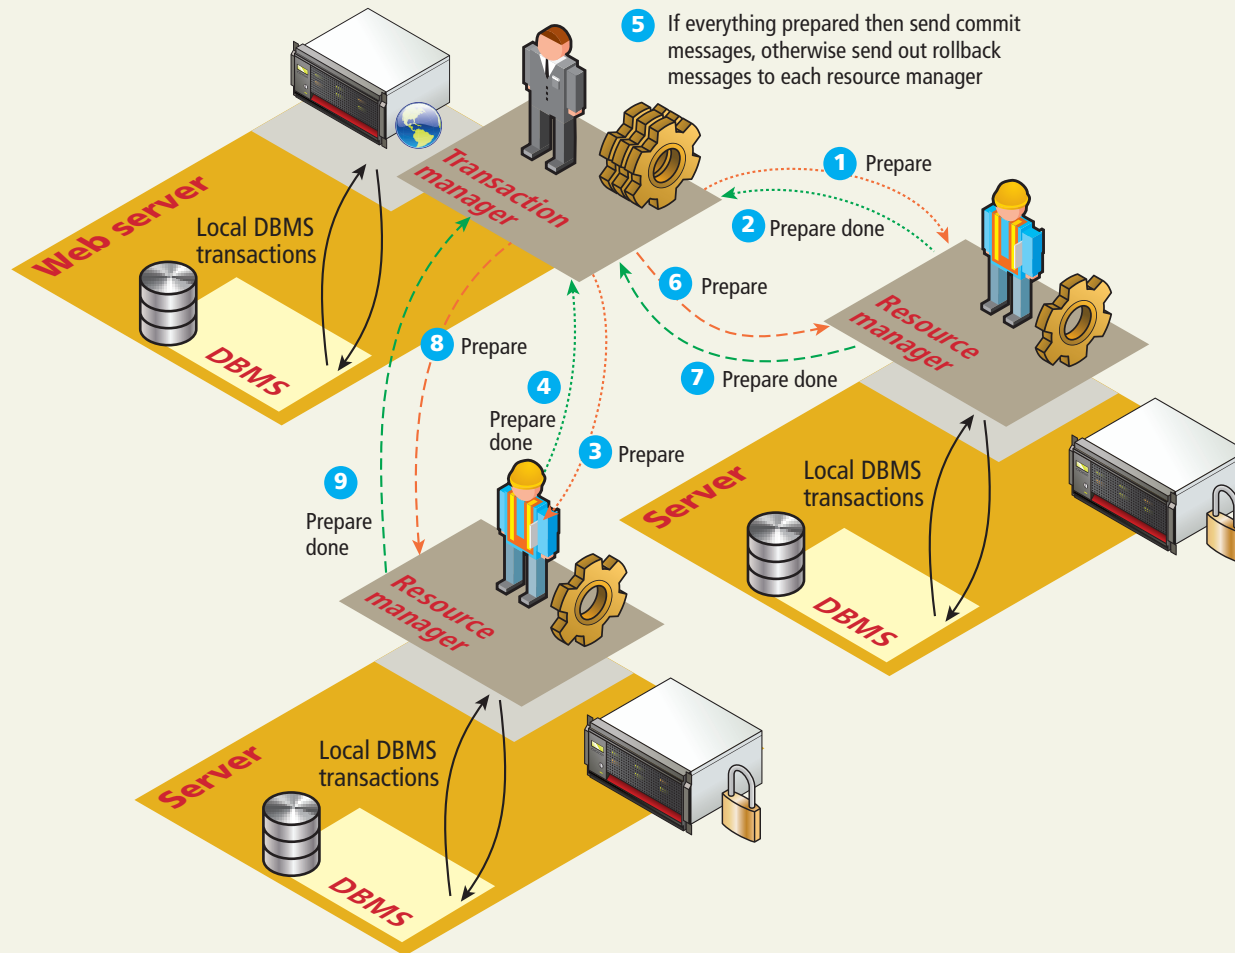 5
If everything prepared then send commit
messages, otherwise send out rollback
messages to each resource manager
Transaction
manager
Web server
Local DBMS
transactions
DBMS
1 Prepare
2 Prepare done
6 Prepare
7 Prepare done
8 Prepare
4
Prepare
done
3 Prepare
9
Prepare
done
Resource
manager
Server
Local DBMS
transactions
DBMS
Resource
manager
Server
Local DBMS
transactions
DBMS